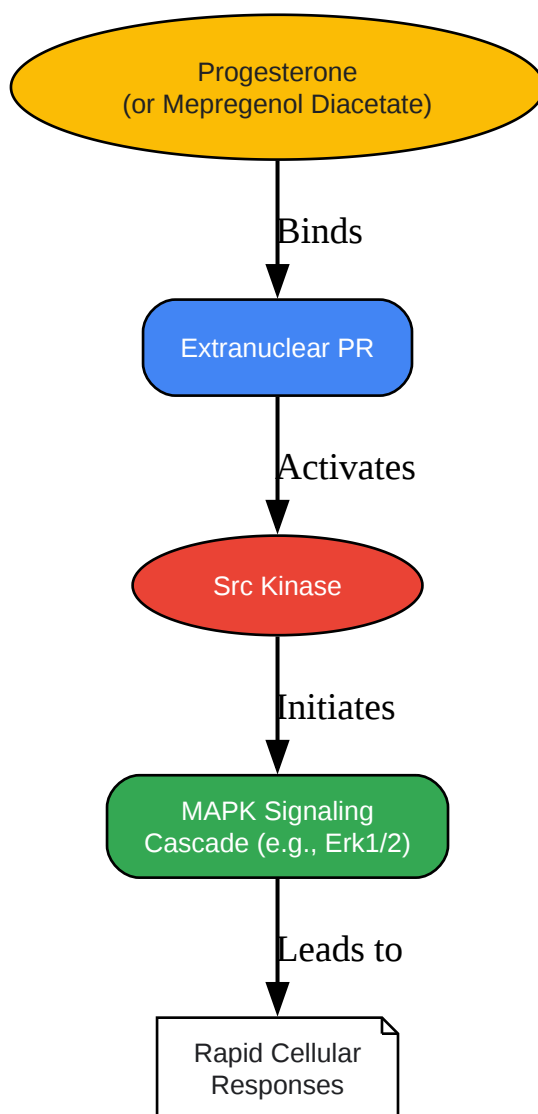 Progesterone
(or Mepregenol Diacetate)
Binds
Extranuclear PR
Activates
Src Kinase
Initiates
MAPK Signaling
Cascade (e.g., Erk1/2)
Leads to
Rapid Cellular
Responses